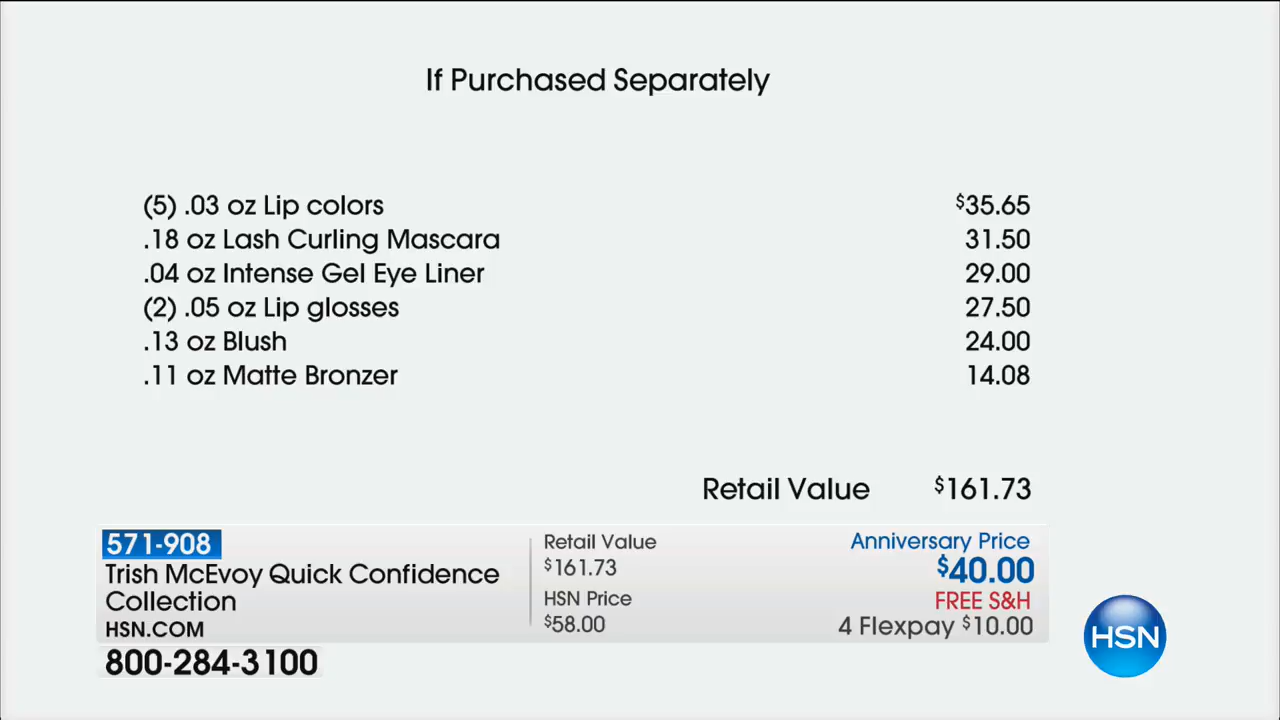 If Purchased Separately
(5) .03 oz Lip colors $35.65
.18 oz Lash Curling Mascara 31.50
.04 oz Intense Gel Eye Liner 29.00
(2) .05 oz Lip glosses 27.50
.13 oz Blush 24.00
.11 oz Matte Bronzer 14.08
Retail Value $161.73
571-908
Trish McEvoy Quick Confidence
Collection
HSN.COM
800-284-3100
Retail Value
$161.73
HSN Price
$58.00
Anniversary Price
$40.00
FREE S&H
4 Flexpay $10.00
HSN